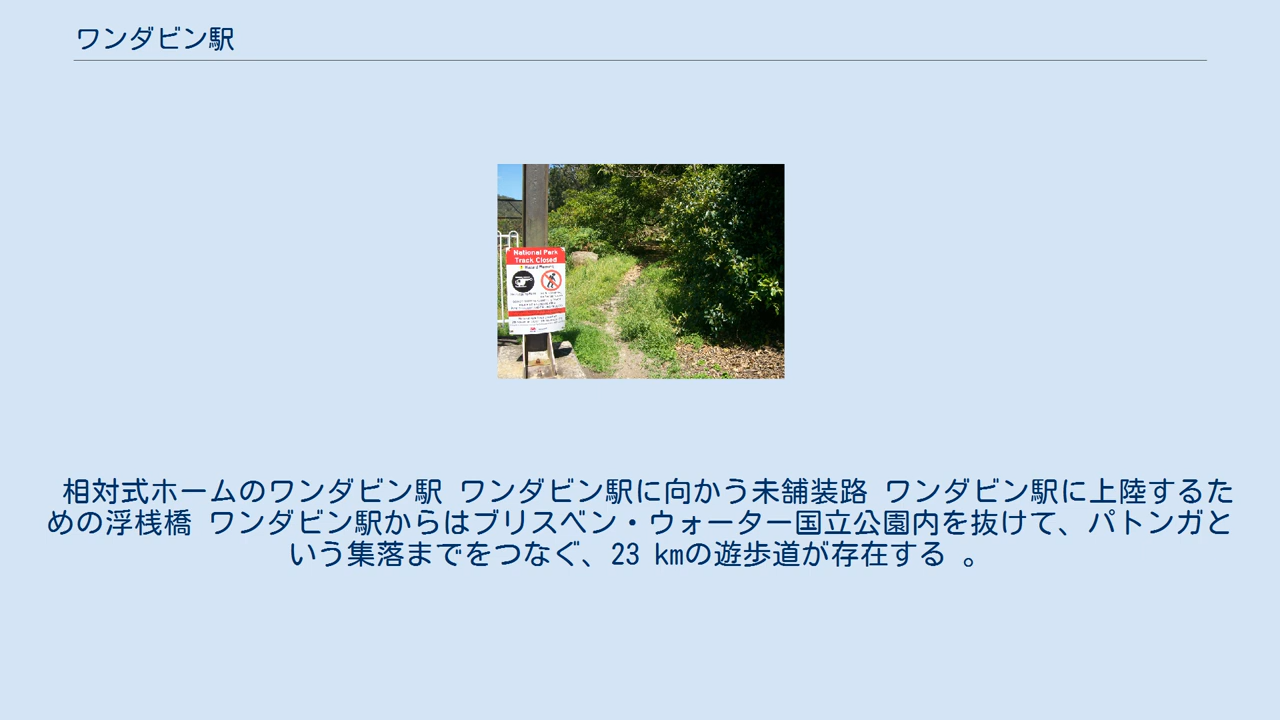 ワンダビン駅
National Park
Track Closed
相対式ホームのワンダビン駅 ワンダビン駅に向かう未舗装路 ワンダビン駅に上陸するた
めの浮桟橋 ワンダビン駅からはブリスベン・ウォーター国立公園内を抜けて、パトンガと
いう集落までをつなぐ、23 kmの遊歩道が存在する 。